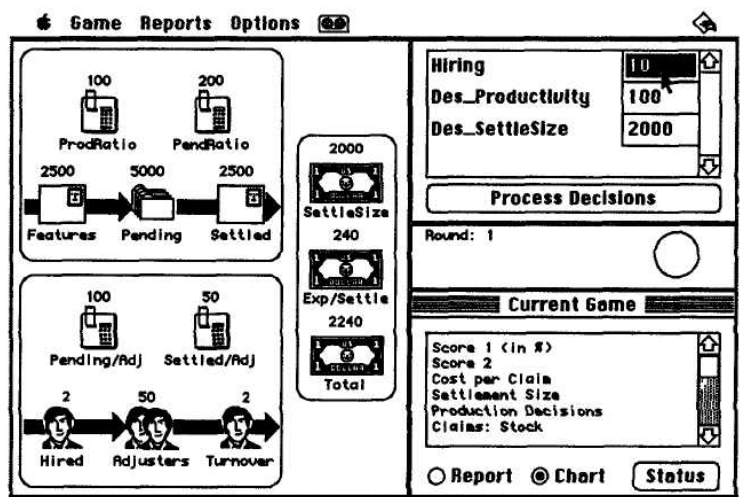 Game Reports Options
100 200
ProdRatio PendRatio
2500 5000 2500
Features Pending Settled
100 50
Pending/Adj Settled/Adj
2 50 2
Hired Adjusters Turnover
2000
SettleSize
240
Exp/Settle
2240
Total
Hiring 10
Des_Productivity 100
Des_SettleSize 2000
Process Decisions
Round: 1
Current Game
Score 1 (in %)
Score 2
Cost per Claim
Settlement Size
Production Decisions
Claims: Stock
Report Chart Status